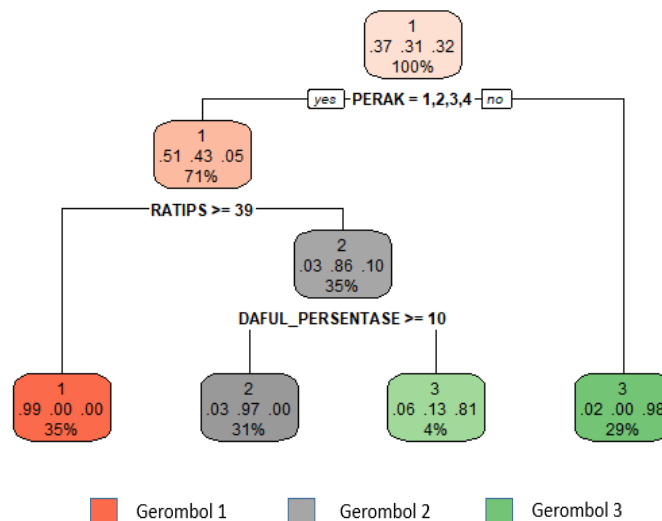 1
.37 .31 .32
100%
yes PERAK = 1,2,3,4 no
1
.51 .43 .05
71%
RATIPS >= 39
2
.03 .86 .10
35%
DAFUL_PERSENTASE >= 10
1
.99 .00 .00
35%
2
.03 .97 .00
31%
3
.06 .13 .81
4%
3
.02 .00 .98
29%
Gerombol 1
Gerombol 2
Gerombol 3